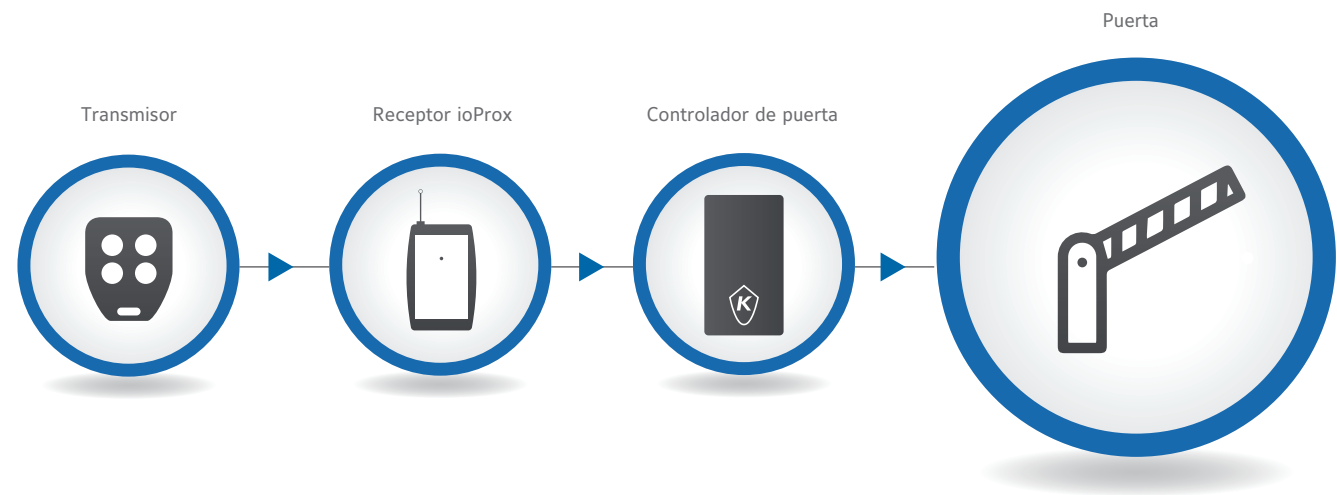 Puerta
Transmisor
Receptor ioProx
Controlador de puerta
K